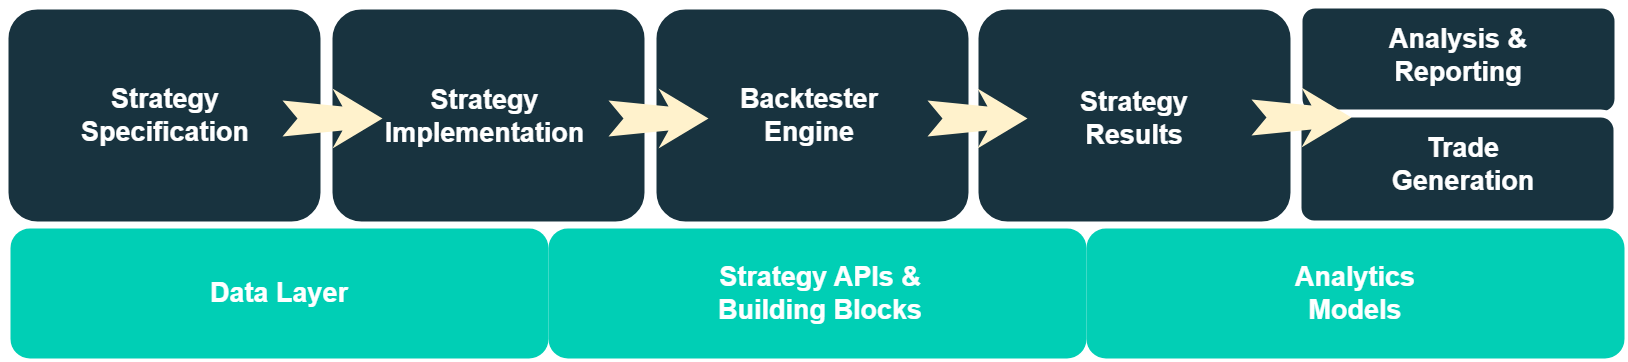 Strategy
Specification
Strategy
Implementation
Backtester
Engine
Strategy
Results
Analysis &
Reporting
Trade
Generation
Data Layer
Strategy APIs &
Building Blocks
Analytics
Models